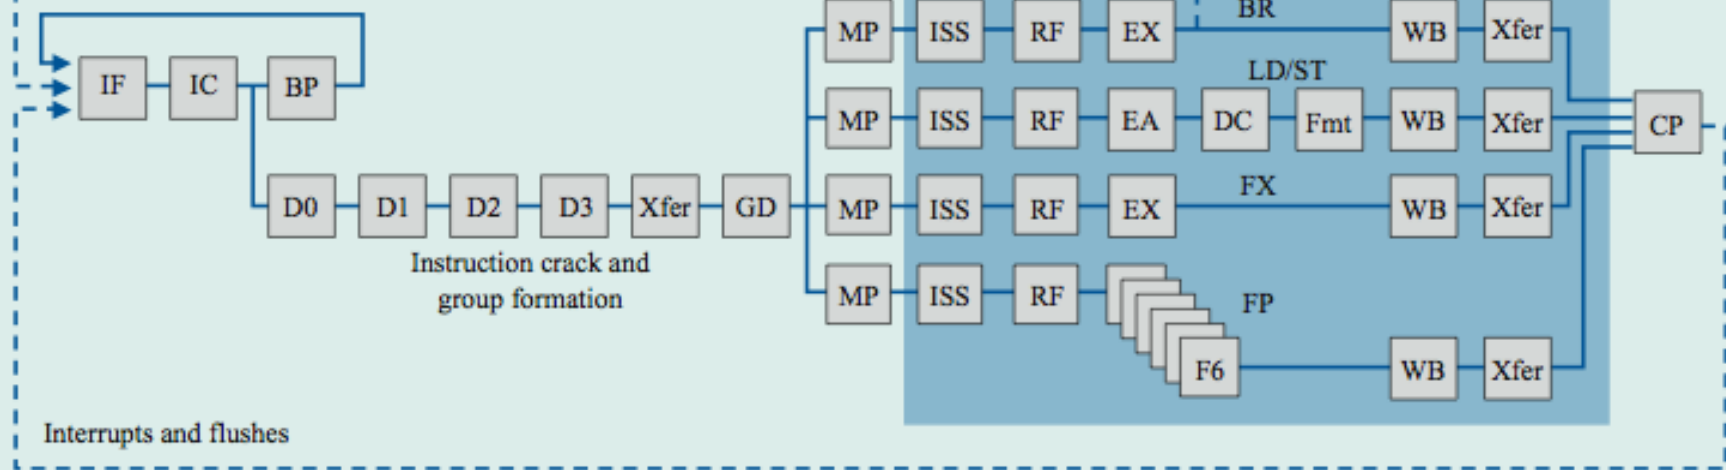 BR
MP ISS RF EX WB Xfer
LD/ST
IF IC BP
MP ISS RF EA DC Fmt WB Xfer
CP
FX
D0 D1 D2 D3 Xfer GD MP ISS RF EX WB Xfer
Instruction crack and
group formation
MP ISS RF FP
F6 WB Xfer
Interrupts and flushes